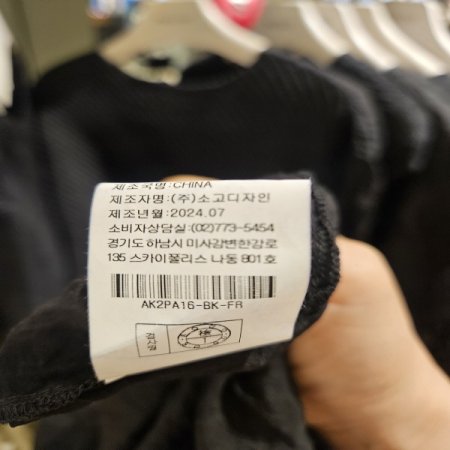 제조국명:CHINA
제조자명:(주)소고디자인
제조년월:2024.07
소비자상담실:(02)773-5454
경기도 하남시 미사강변한강로
135 스카이폴리스 나동 801호
AK2PA16-BK-FR
검사필